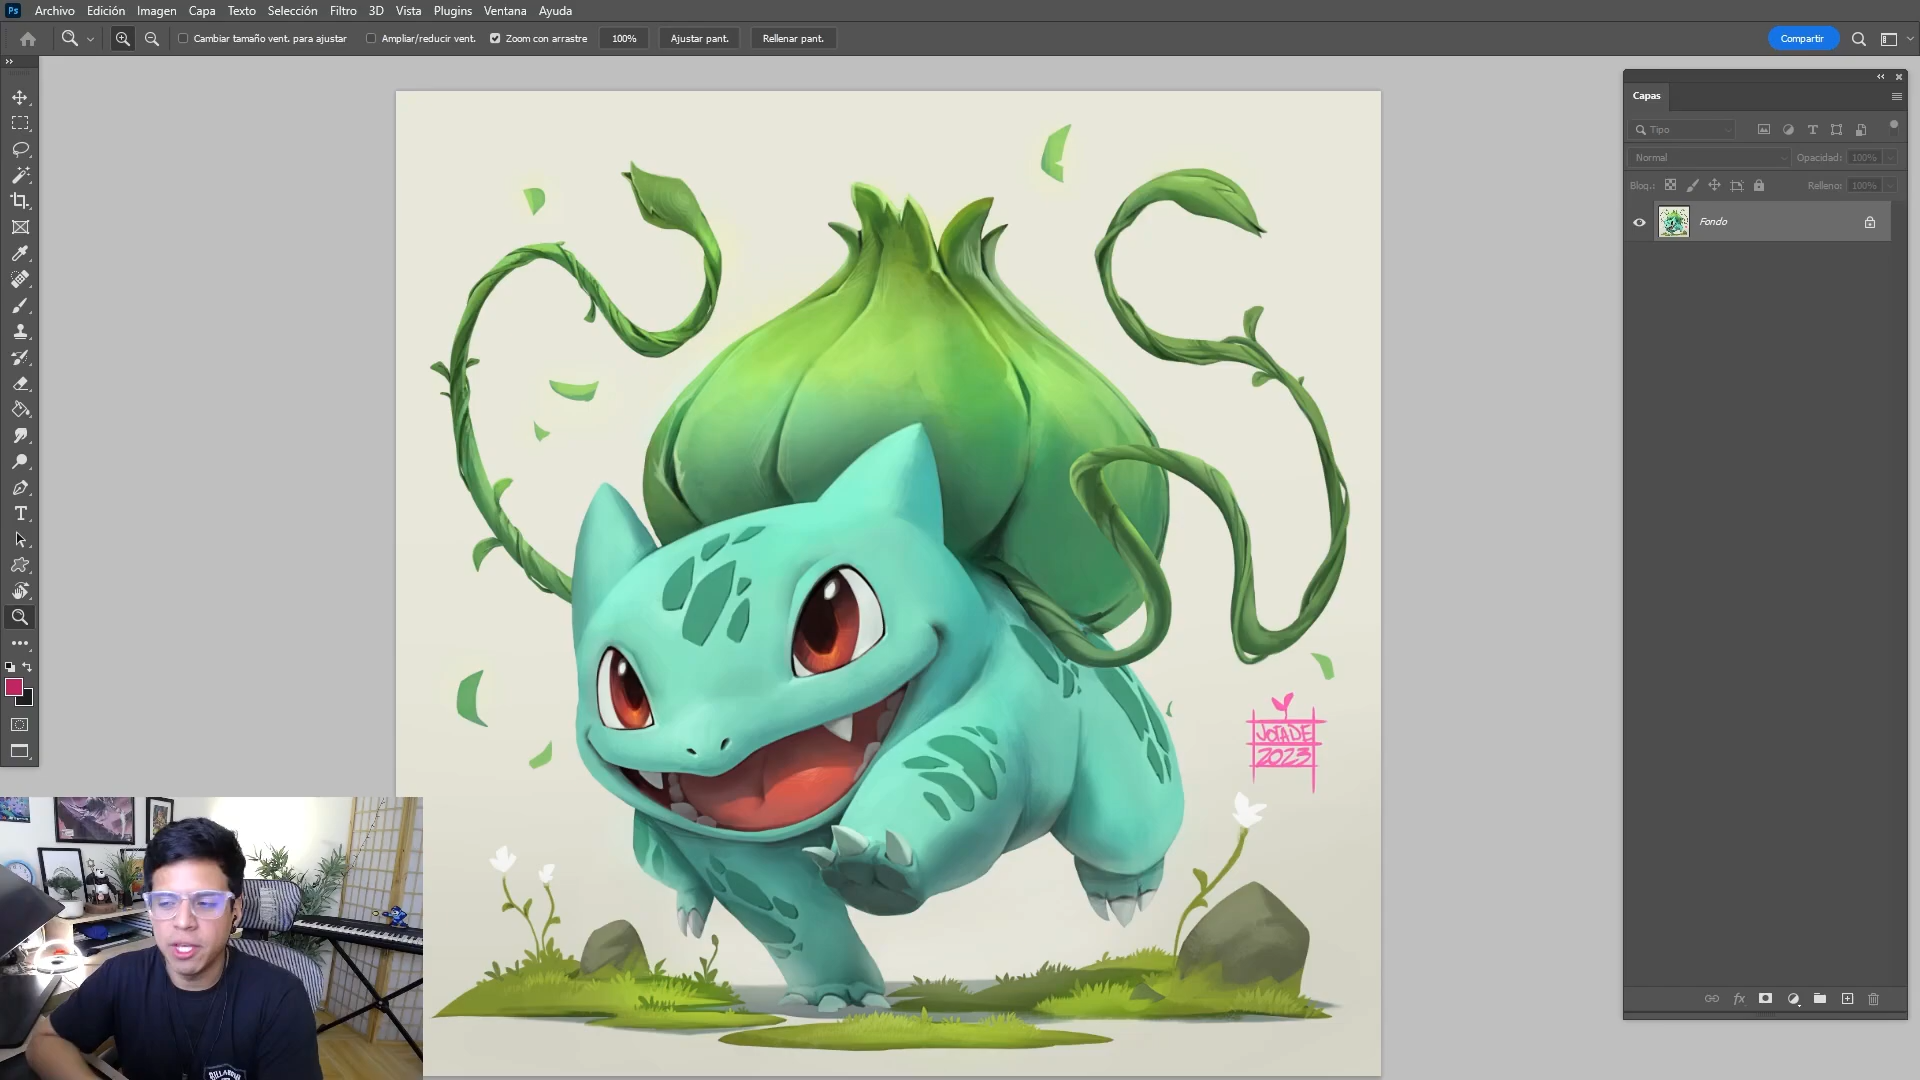 Ps Archivo Edición Imagen Capa Texto Selección Filtro 3D Vista Plugins Ventana Ayuda
Cambiar tamaño vent. para ajustar Ampliar/reducir vent. Zoom con arrastre 100% Ajustar pant. Rellenar pant. Compartir
Capas
Tipo
Normal Opacidad: 100%
Bloq.: Relleno: 100%
Fondo
JOTADE
2023
BILLABONG